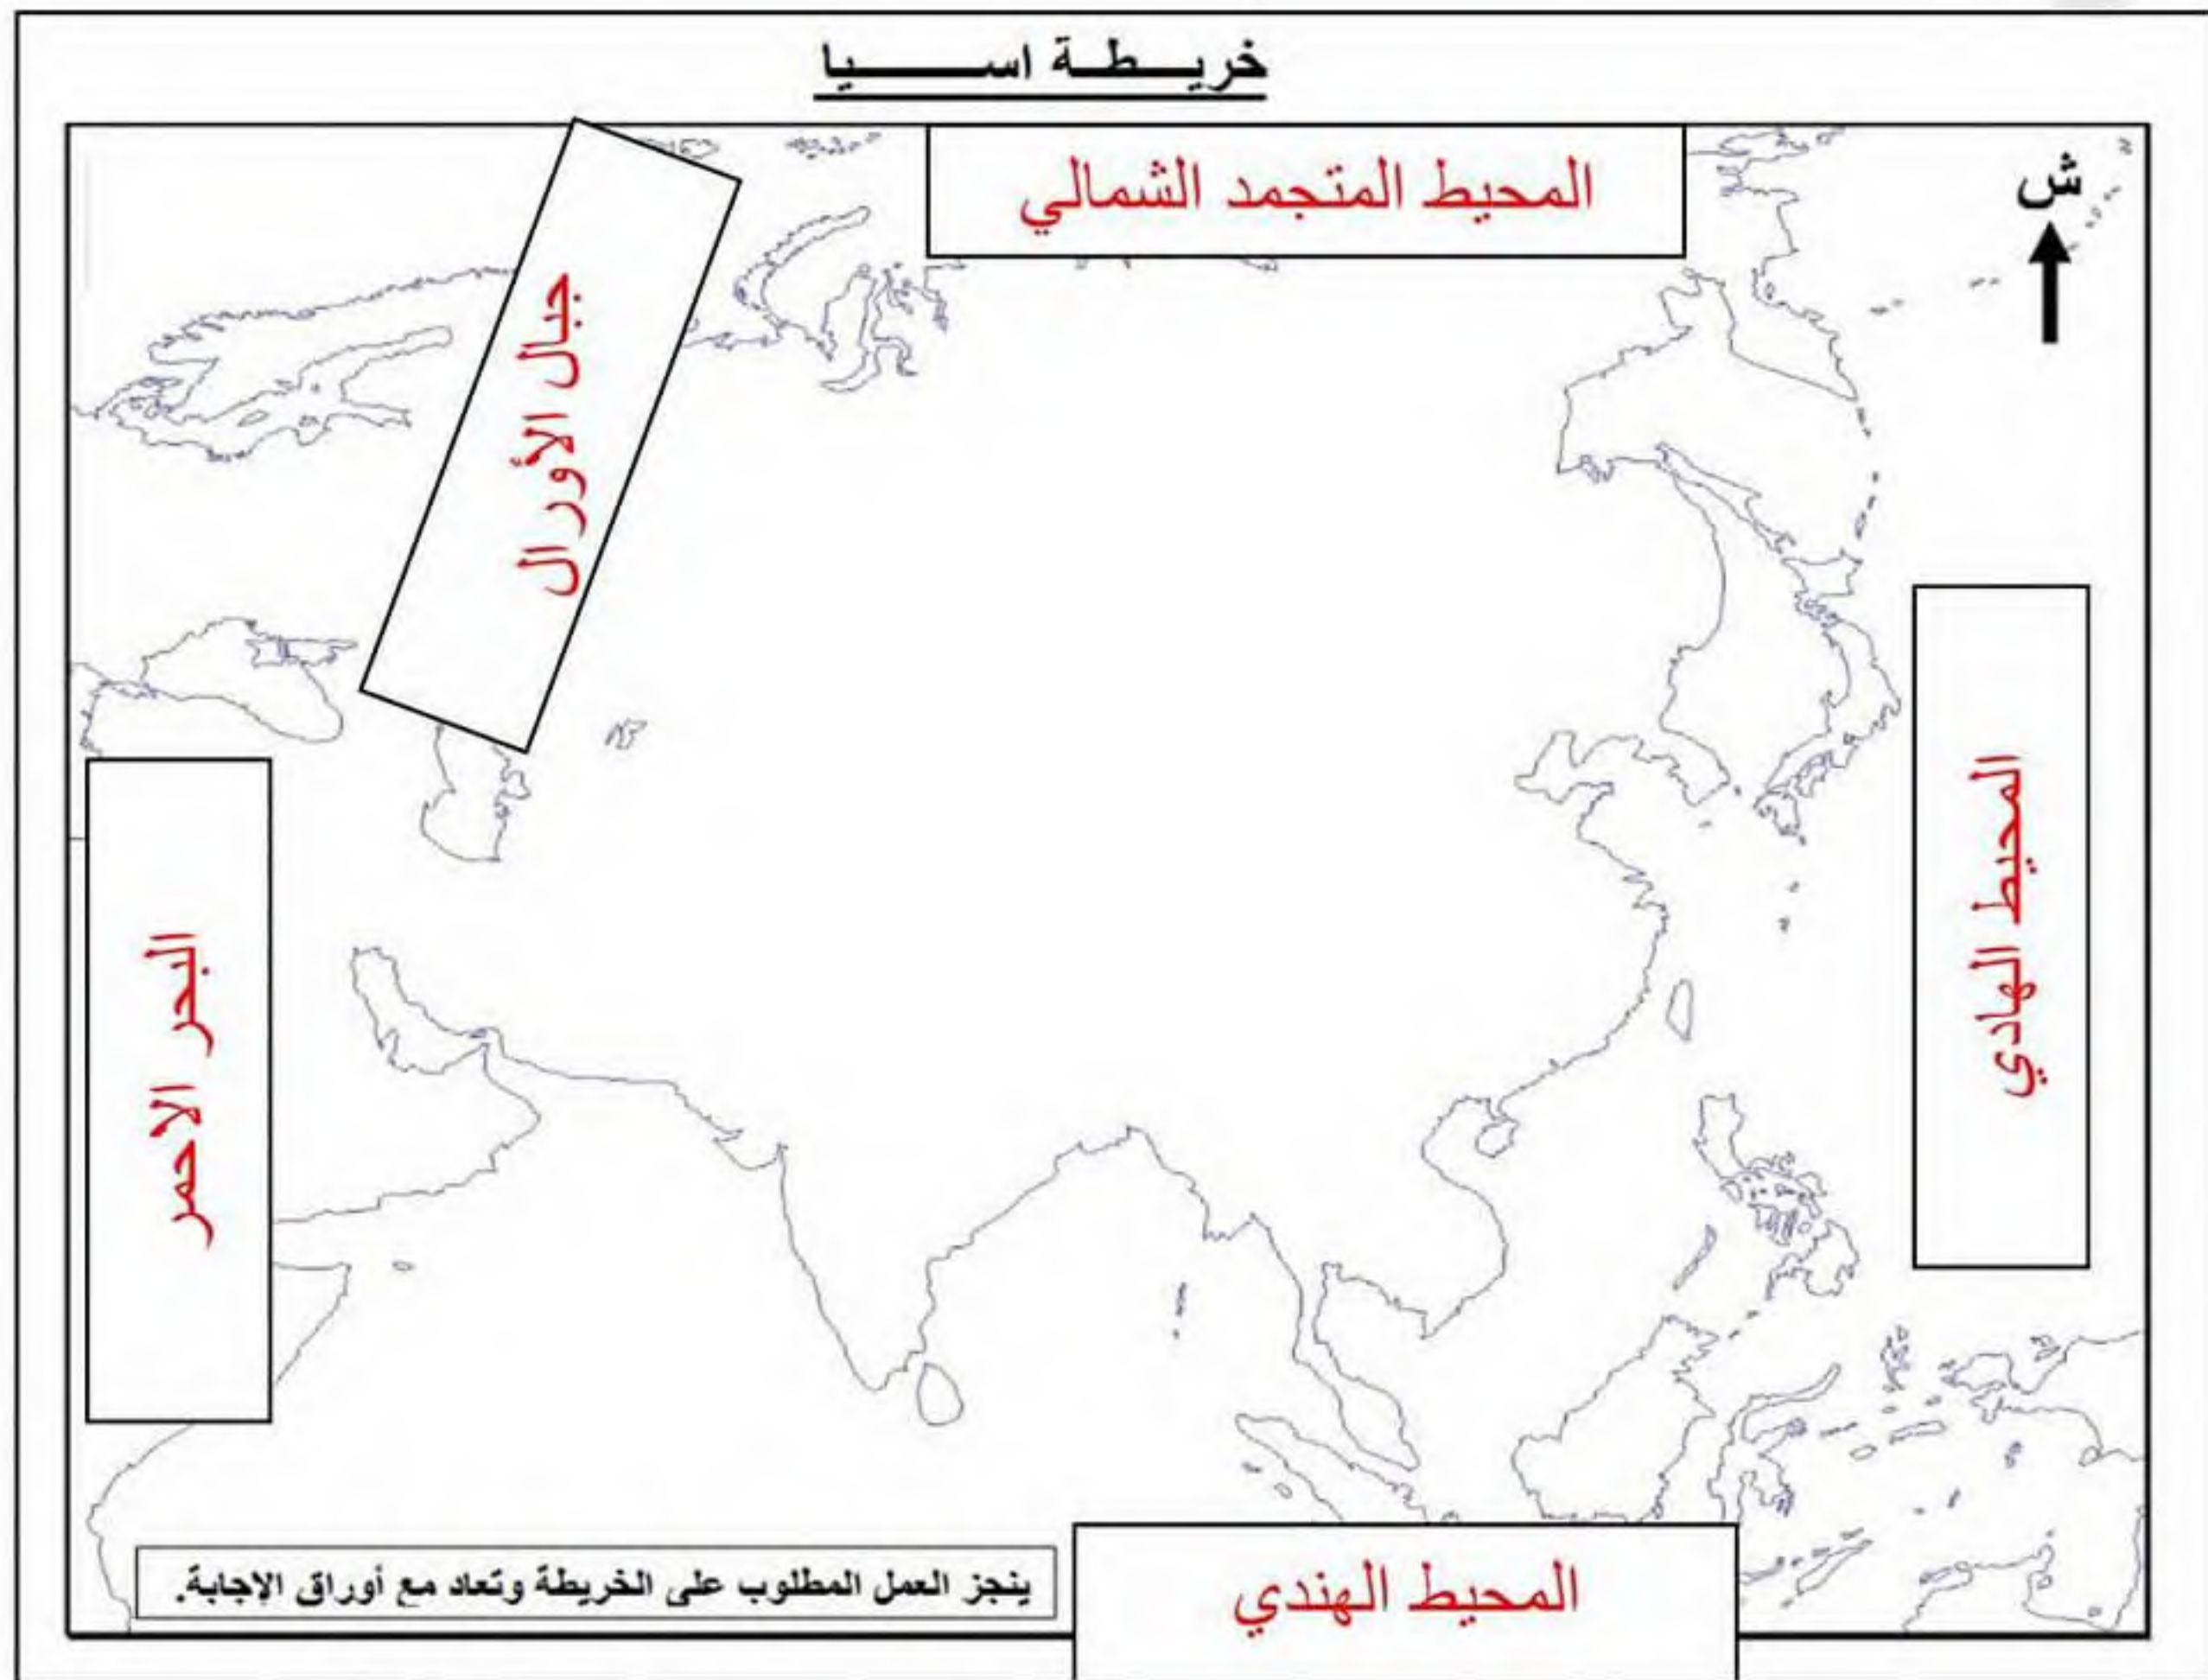 خريطة اسيا
المحيط المتجمد الشمالي
ش
جبال الأورال
المحيط الهادي
البحر الاحمر
ينجز العمل المطلوب على الخريطة وتعاد مع أوراق الإجابة.
المحيط الهندي